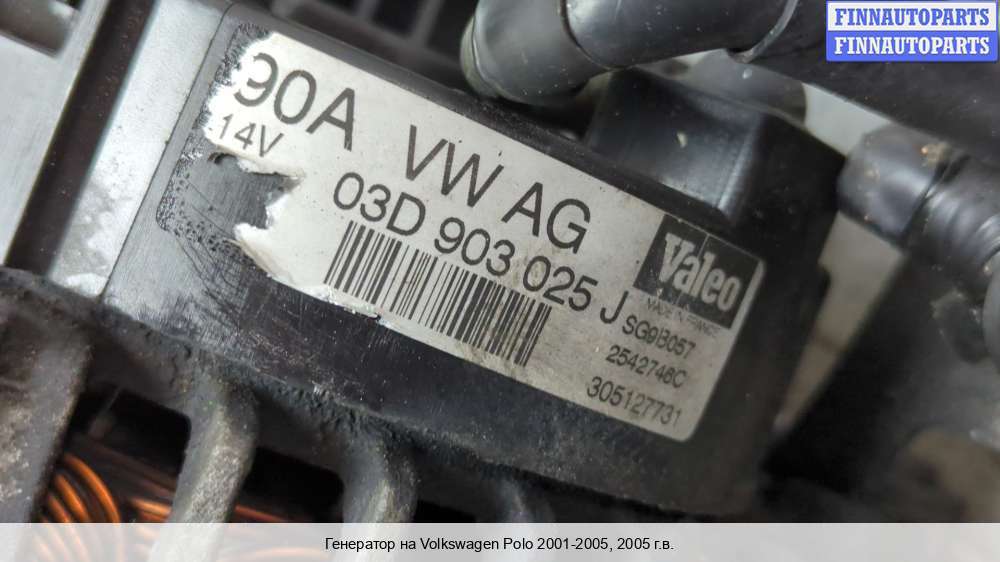 FINNAUTOPARTS
FINNAUTOPARTS
90A VW AG
14V
03D 903 025 J
Valeo
MADE IN FRANCE
SG9B057
2542748C
305127731
Генератор на Volkswagen Polo 2001-2005, 2005 г.в.